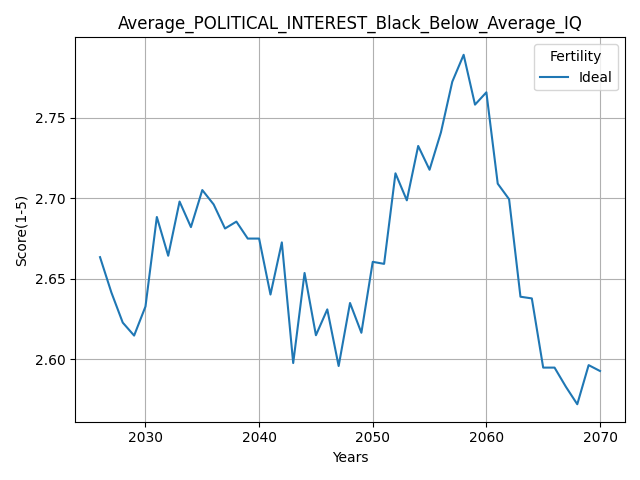 Average_POLITICAL_INTEREST_Black_Below_Average_IQ
Fertility
Ideal
Score(1-5)
2.75
2.70
2.65
2.60
2030 2040 2050 2060 2070
Years